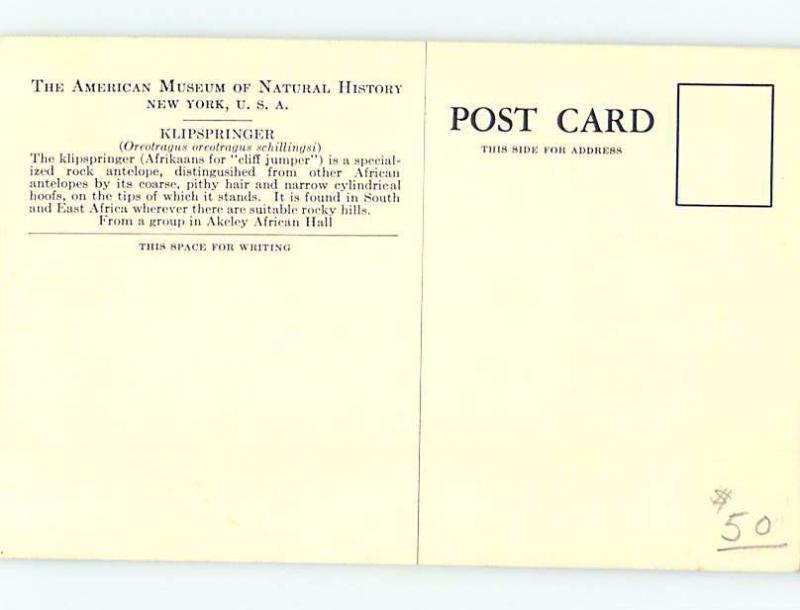 THE AMERICAN MUSEUM OF NATURAL HISTORY
NEW YORK, U. S. A.
KLIPSPRINGER
(Oreotragus oreotragus schillingsi)
The klipspringer (Afrikaans for "cliff jumper") is a special-
ized rock antelope, distingusihed from other African
antelopes by its coarse, pithy hair and narrow cylindrical
hoofs, on the tips of which it stands. It is found in South
and East Africa wherever there are suitable rocky hills.
From a group in Akeley African Hall
THIS SPACE FOR WRITING
POST CARD
THIS SIDE FOR ADDRESS
$
50